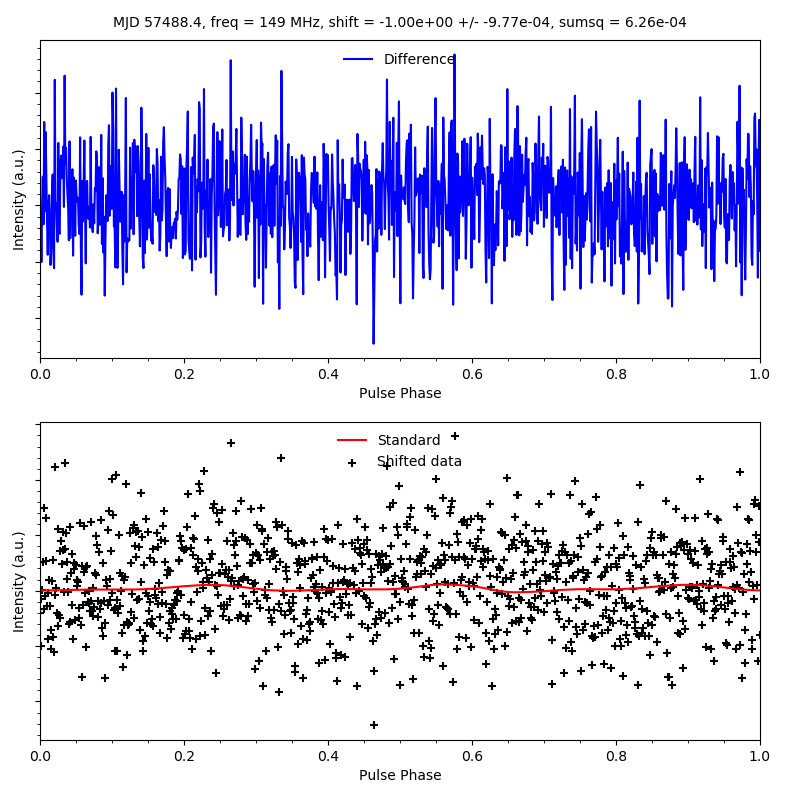 MJD 57488.4, freq = 149 MHz, shift = -1.00e+00 +/- -9.77e-04, sumsq = 6.26e-04
Difference
Intensity (a.u.)
0.0 0.2 0.4 0.6 0.8 1.0
Pulse Phase
Standard
Shifted data
Intensity (a.u.)
0.0 0.2 0.4 0.6 0.8 1.0
Pulse Phase